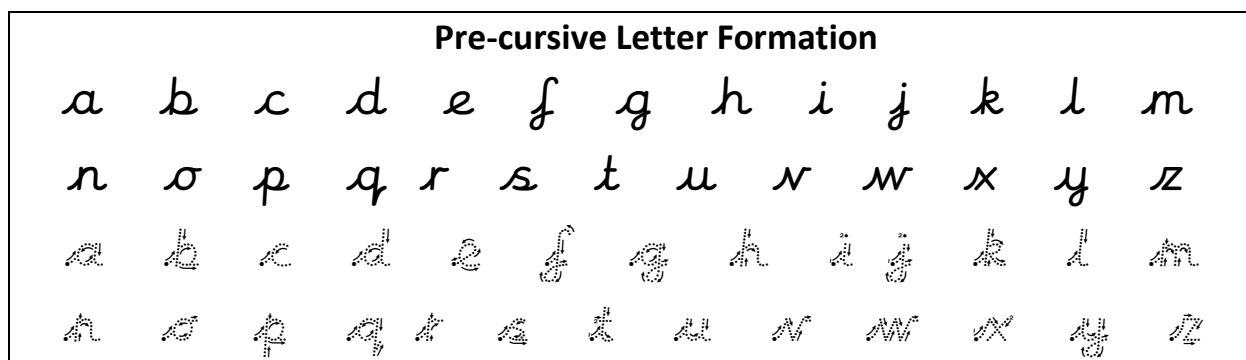 Pre-cursive Letter Formation
a b c d e f g h i j k l m
n o p q r s t u v w x y z
a b c d e f g h i j k l m
n o p q r s t u v w x y z